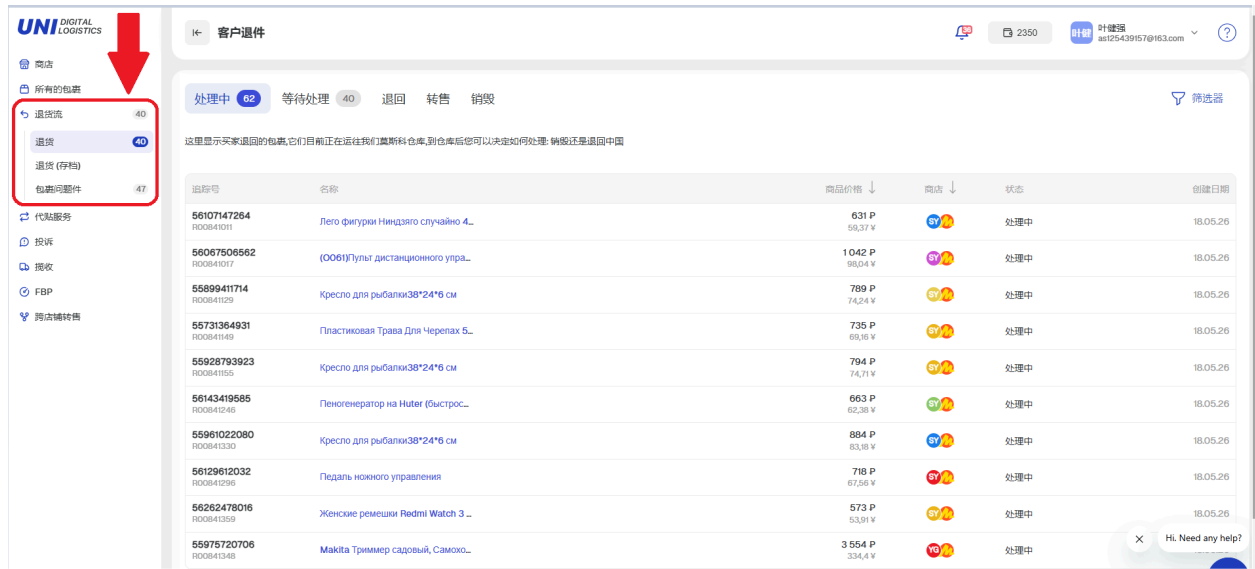 UNI DIGITAL LOGISTICS
客户退件
36
2350
叶健
叶健强
as125439157@163.com
?
商店
所有的包裹
退货流 40
退货 40
退货 (存档)
包裹问题件 47
代贴服务
投诉
揽收
FBP
跨店铺转售
处理中 62 等待处理 40 退回 转售 销毁
筛选器
这里显示买家退回的包裹,它们目前正在运往我们莫斯科仓库,到仓库后您可以决定如何处理: 销毁还是退回中国
追踪号 名称 商品价格 ↓ 商店 ↓ 状态 创建日期
56107147264 Лего фигурки Ниндзяго случайно 4... 631 ₽ SY 处理中 18.05.26
R00841011 59,37 ¥
56067506562 (OO61)Пульт дистанционного упра... 1 042 ₽ SY 处理中 18.05.26
R00841017 98,04 ¥
55899411714 Кресло для рыбалки38*24*6 см 789 ₽ SY 处理中 18.05.26
R00841129 74,24 ¥
55731364931 Пластиковая Трава Для Черепах 5... 735 ₽ SY 处理中 18.05.26
R00841149 69,16 ¥
55928793923 Кресло для рыбалки38*24*6 см 794 ₽ SY 处理中 18.05.26
R00841155 74,71 ¥
56143419585 Пеногенератор на Huter (быстрос... 663 ₽ SY 处理中 18.05.26
R00841246 62,38 ¥
55961022080 Кресло для рыбалки38*24*6 см 884 ₽ SY 处理中 18.05.26
R00841330 83,18 ¥
56129612032 Педаль ножного управления 718 ₽ SY 处理中 18.05.26
R00841296 67,56 ¥
56262478016 Женские ремешки Redmi Watch 3 ... 573 ₽ SY 处理中 18.05.26
R00841359 53,91 ¥
55975720706 Makita Триммер садовый, Самохо... 3 554 ₽ YG 处理中
R00841348 334,4 ¥
Hi. Need any help?